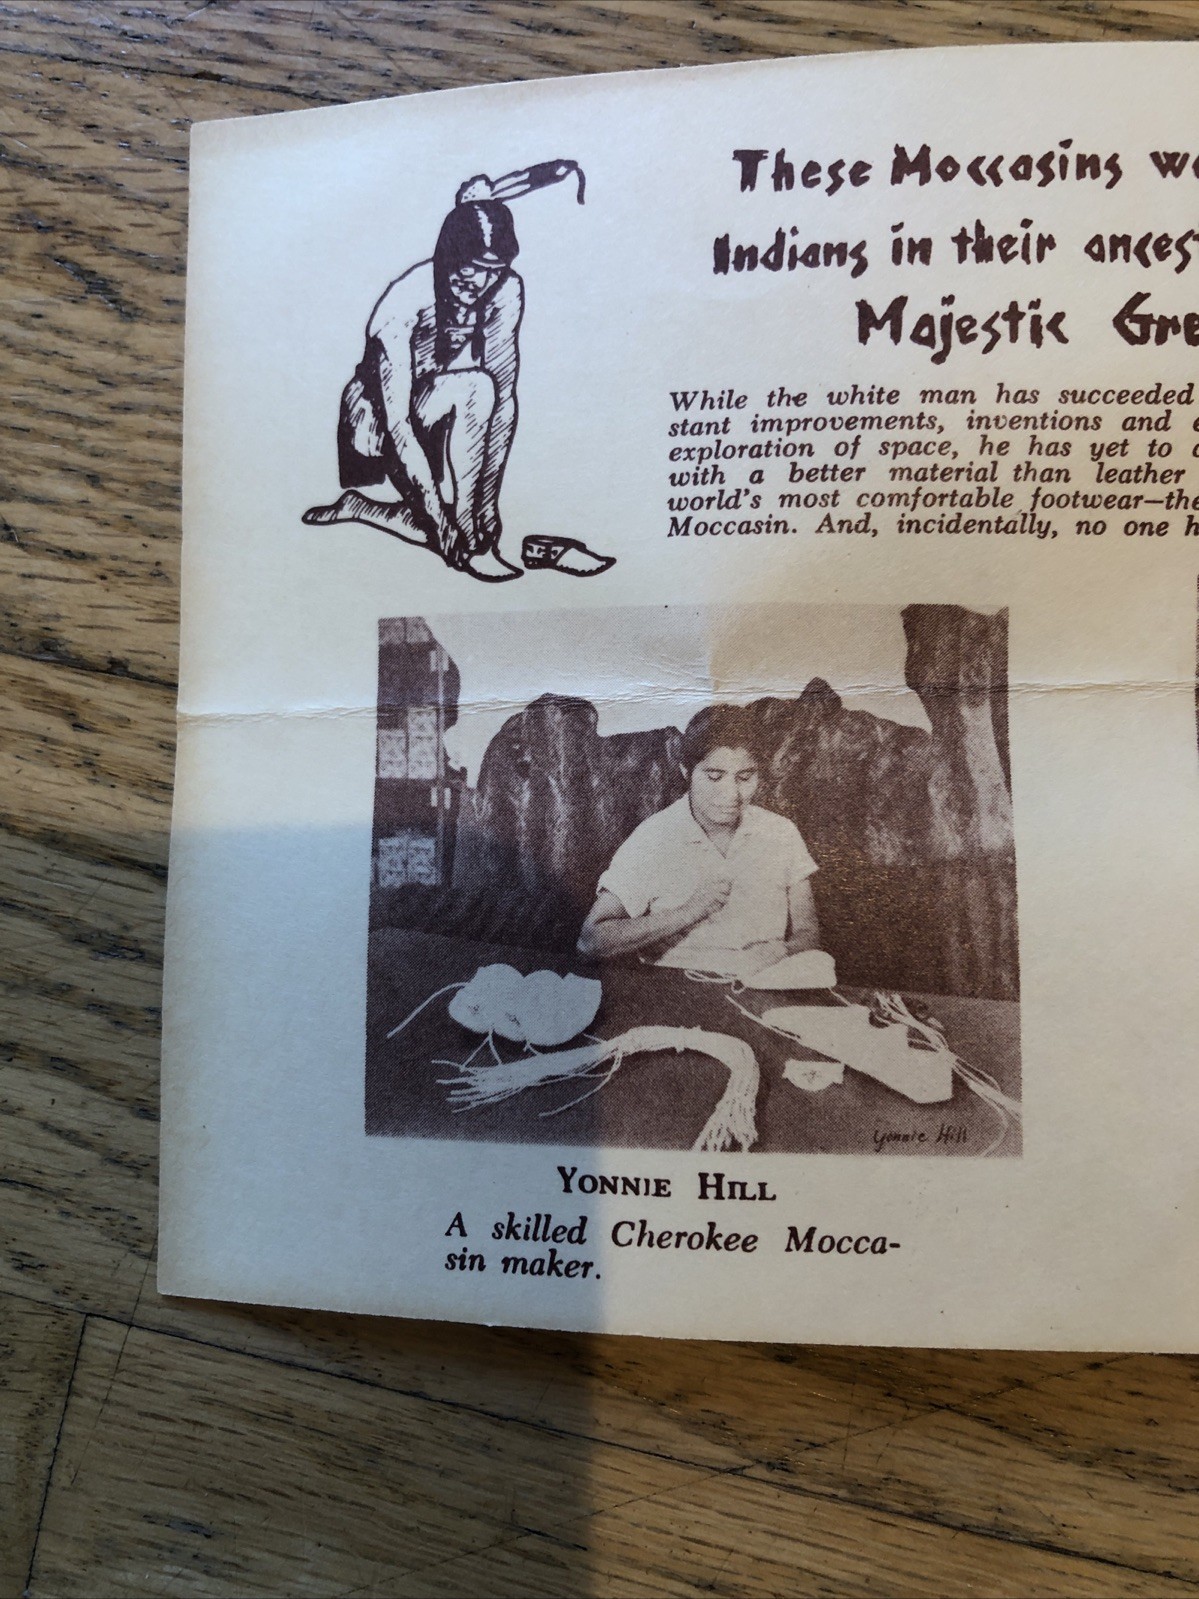 These Moccasins
Indians in their
Majestic
While the white man has succeeded
stant improvements, inventions and
exploration of space, he has yet to
with a better material than leather
world's most comfortable footwear—the
Moccasin. And, incidentally, no one
Yonnie Hill
YONNIE HILL
A skilled Cherokee Mocca-
sin maker.